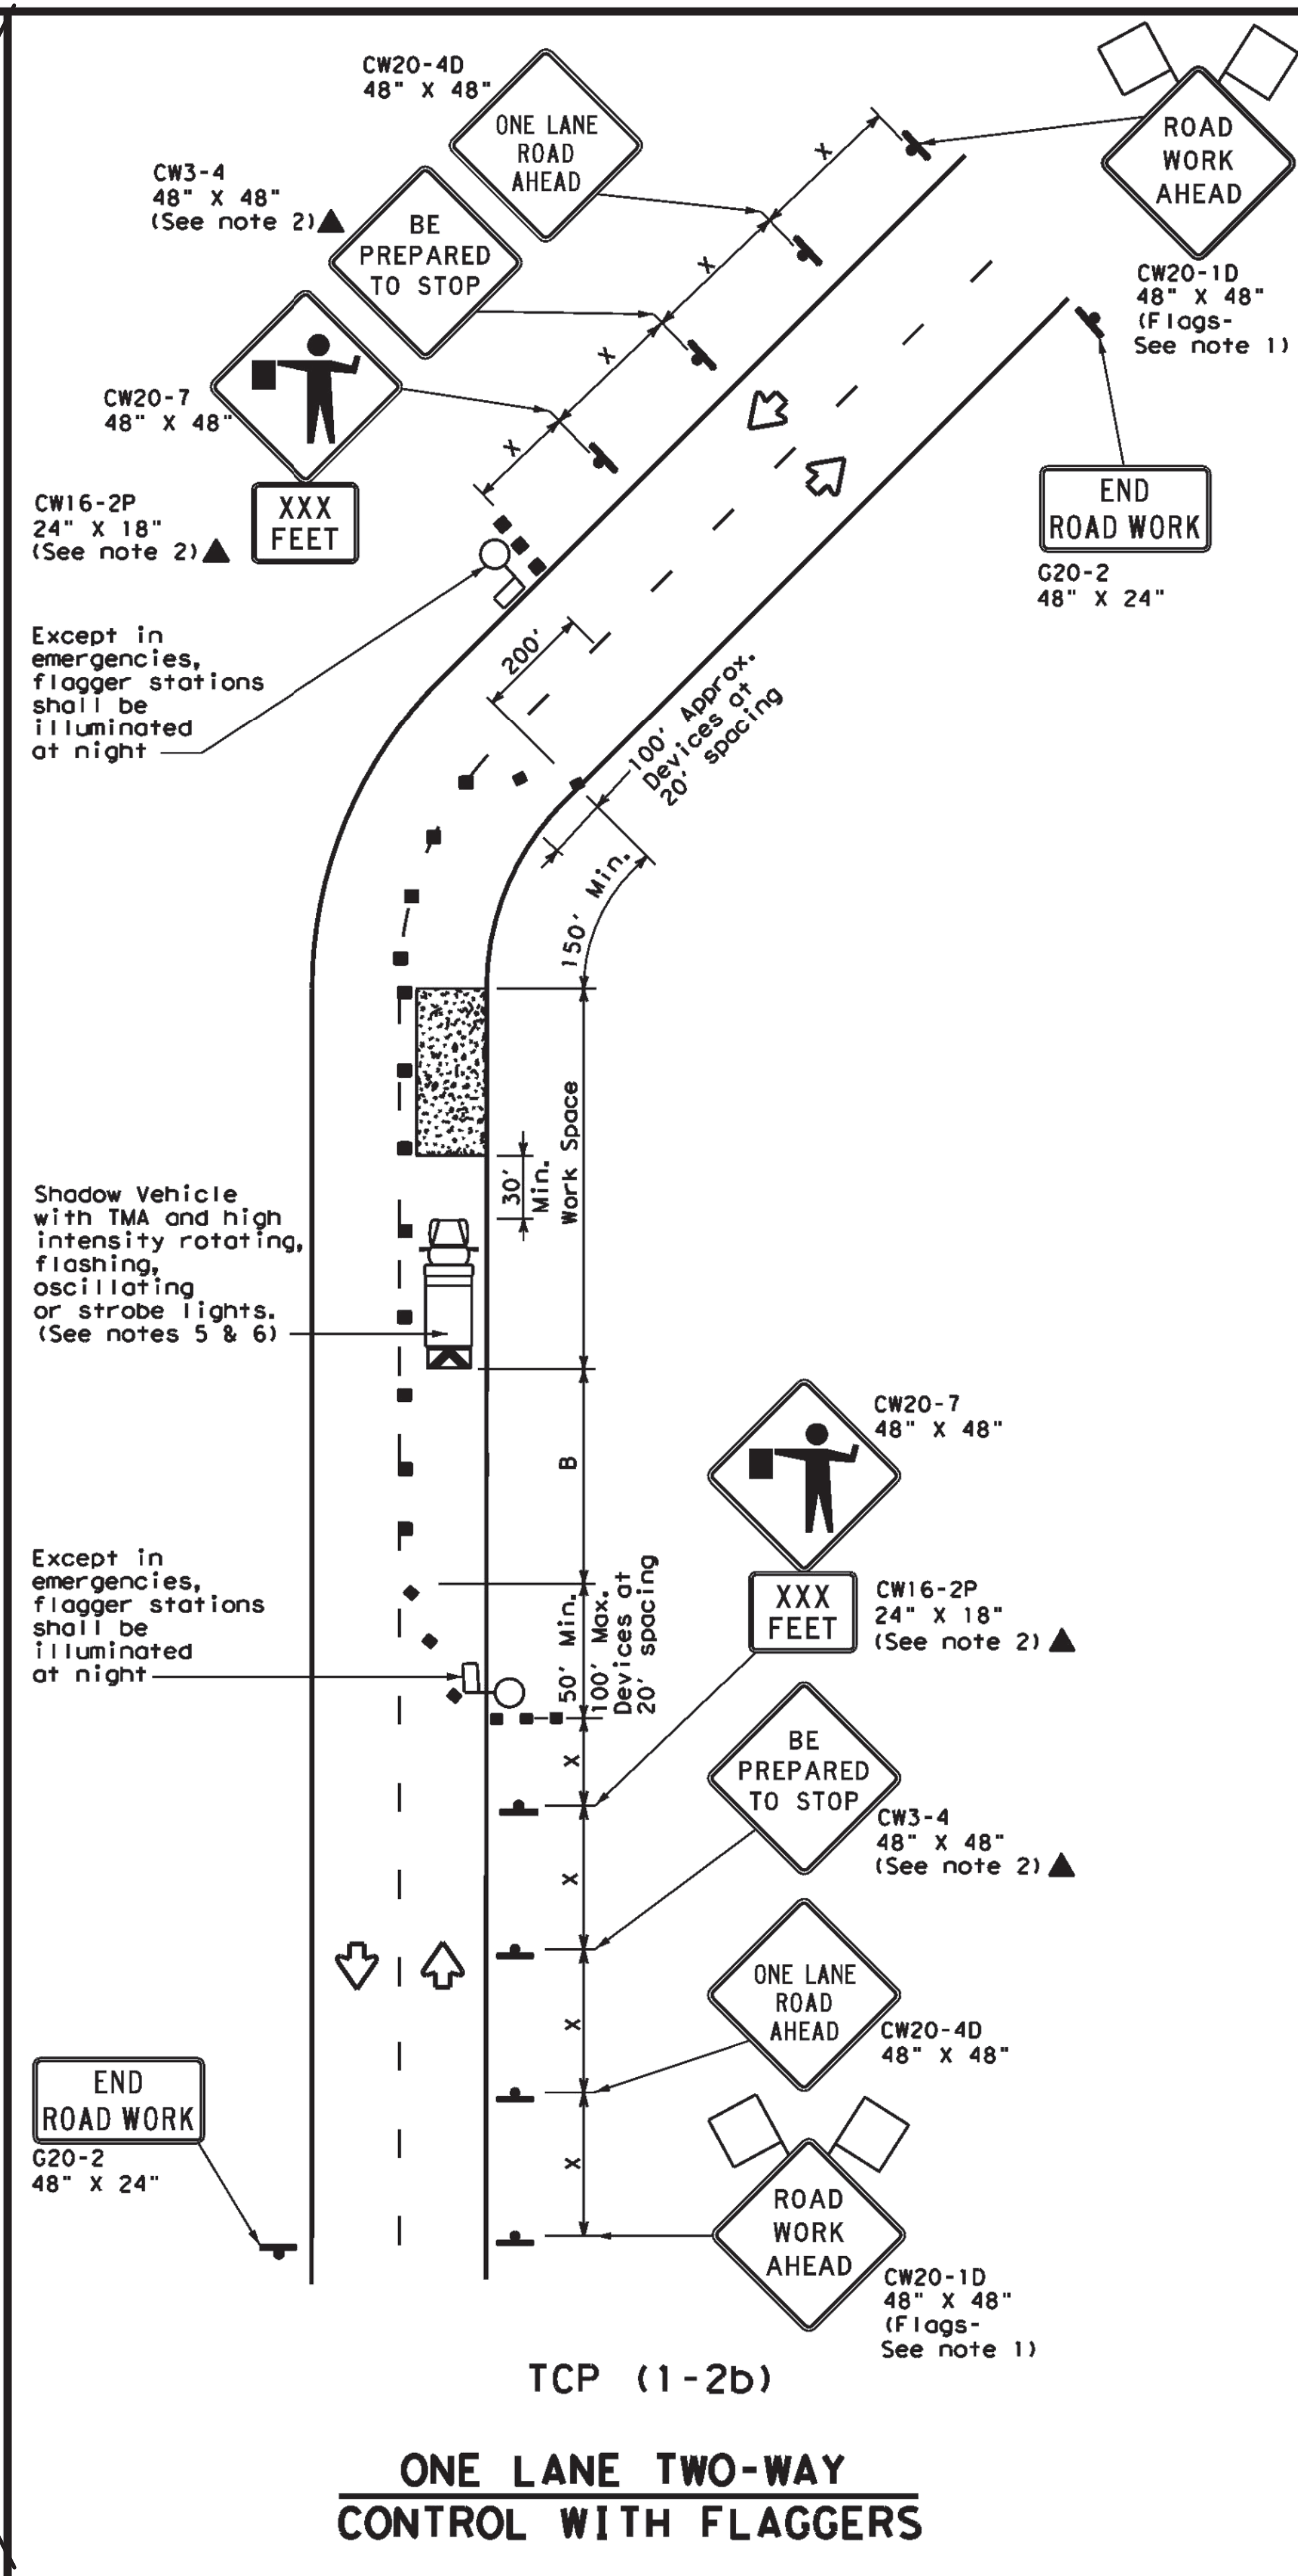 CW20-4D
48" X 48"
ONE LANE
ROAD
AHEAD
ROAD
WORK
AHEAD
CW20-1D
48" X 48"
(Flags-
See note 1)
CW3-4
48" X 48"
(See note 2)▲
BE
PREPARED
TO STOP
CW20-7
48" X 48"
CW16-2P
24" X 18"
(See note 2)▲
XXX
FEET
X
X
X
X
END
ROAD WORK
G20-2
48" X 24"
Except in
emergencies,
flagger stations
shall be
illuminated
at night
200'
100' Approx.
Devices at
20' spacing
150' Min.
Work Space
30'
Min.
Shadow Vehicle
with TMA and high
intensity rotating,
flashing,
oscillating
or strobe lights.
(See notes 5 & 6)
B
CW20-7
48" X 48"
XXX
FEET
CW16-2P
24" X 18"
(See note 2)▲
Except in
emergencies,
flagger stations
shall be
illuminated
at night
50' Min.
100' Max.
Devices at
20' spacing
X
BE
PREPARED
TO STOP
CW3-4
48" X 48"
(See note 2)▲
X
ONE LANE
ROAD
AHEAD
CW20-4D
48" X 48"
X
END
ROAD WORK
G20-2
48" X 24"
X
ROAD
WORK
AHEAD
CW20-1D
48" X 48"
(Flags-
See note 1)
TCP (1-2b)
ONE LANE TWO-WAY
CONTROL WITH FLAGGERS